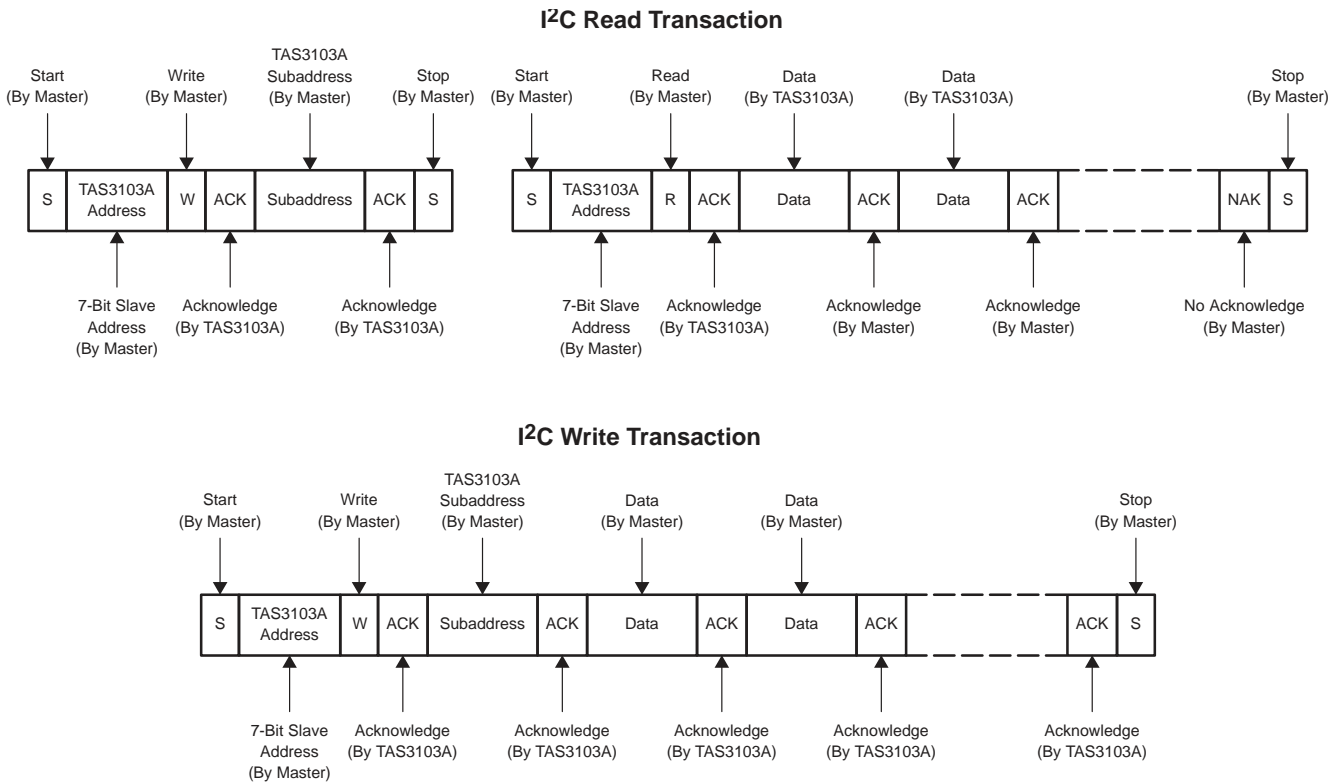 I2C Read Transaction
Start
(By Master)
Write
(By Master)
TAS3103A
Subaddress
(By Master)
Stop
(By Master)
Start
(By Master)
Read
(By Master)
Data
(By TAS3103A)
Data
(By TAS3103A)
Stop
(By Master)
S
TAS3103A
Address
W
ACK
Subaddress
ACK
S
S
TAS3103A
Address
R
ACK
Data
ACK
Data
ACK
NAK
S
7-Bit Slave
Address
(By Master)
Acknowledge
(By TAS3103A)
Acknowledge
(By TAS3103A)
7-Bit Slave
Address
(By Master)
Acknowledge
(By TAS3103A)
Acknowledge
(By Master)
Acknowledge
(By Master)
No Acknowledge
(By Master)
I2C Write Transaction
Start
(By Master)
Write
(By Master)
TAS3103A
Subaddress
(By Master)
Data
(By Master)
Data
(By Master)
Stop
(By Master)
S
TAS3103A
Address
W
ACK
Subaddress
ACK
Data
ACK
Data
ACK
ACK
S
7-Bit Slave
Address
(By Master)
Acknowledge
(By TAS3103A)
Acknowledge
(By TAS3103A)
Acknowledge
(By TAS3103A)
Acknowledge
(By TAS3103A)
Acknowledge
(By TAS3103A)